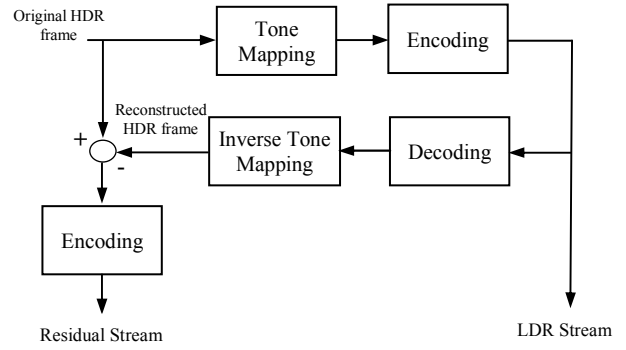 Original HDR
frame
Tone
Mapping
Encoding
Reconstructed
HDR frame
+
-
Inverse Tone
Mapping
Decoding
Encoding
Residual Stream
LDR Stream